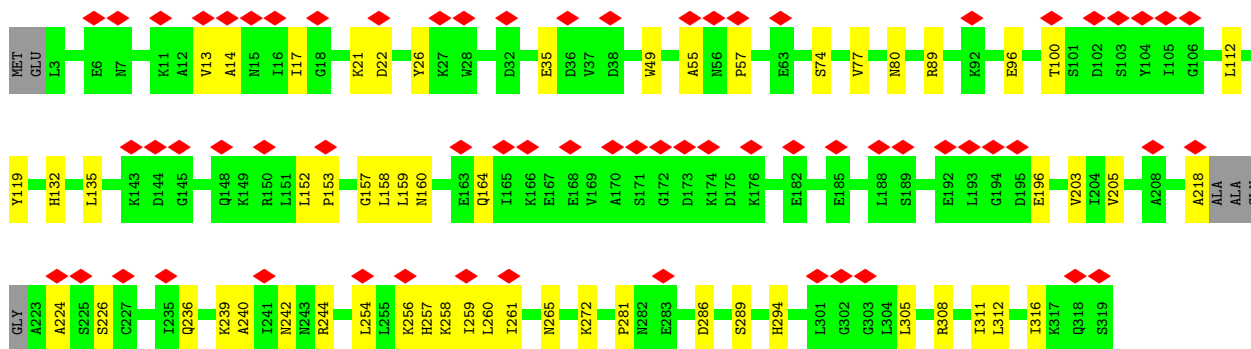 MET GLU L3 E6 N7 K11 A12 V13 A14 N15 I16 I17 G18 K21 D22 Y26 K27 W28 D32 E35 D36 V37 D38 W49 A55 N56 P57 E63 S74 V77 N80 R89 K92 E96 T100 S101 D102 S103 Y104 I105 G106 L112
Y119 H132 L135 K143 D144 G145 Q148 K149 R150 L151 L152 P153 G157 L158 L159 N160 E163 Q164 I165 K166 E167 E168 V169 A170 S171 G172 D173 K174 D175 K176 E182 E185 L188 S189 E192 L193 G194 D195 E196 V203 I204 V205 A208 A218 ALA ALA
GLY A223 A224 S225 S226 C227 I235 Q236 K239 A240 I241 N242 N243 R244 L254 L255 K256 H257 K258 I259 L260 I261 N265 K272 P281 N282 E283 D286 S289 H294 L301 G302 G303 L304 L305 R308 I311 L312 I316 K317 Q318 S319